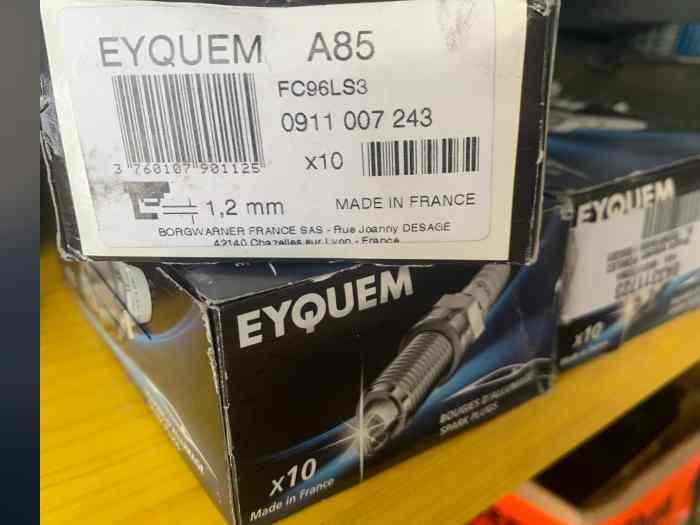 EYQUEM A85
FC96LS3
0911 007 243
3 760107 901125
x10
1,2 mm MADE IN FRANCE
BORGWARNER FRANCE SAS - Rue Joanny DESAGE
42140 Chazelles sur Lyon - France
EYQUEM
BOUGES D'ALLUMAGE
SPARK PLUGS
x10
Made in France
EYQUEM
x10